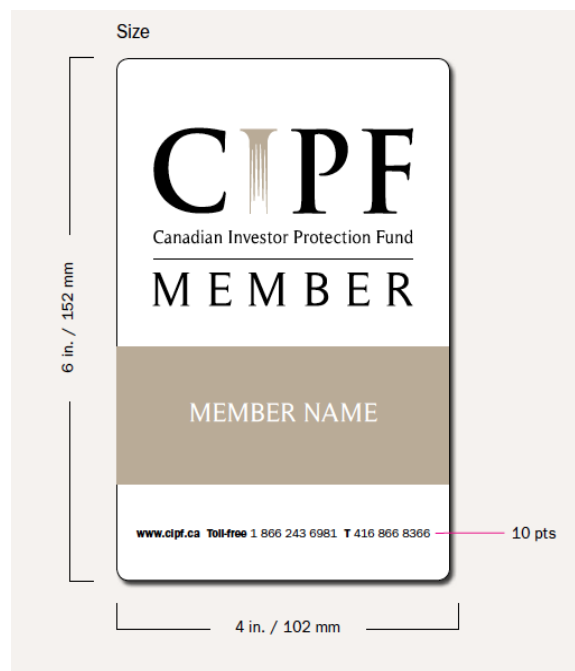 Size
CIPF
Canadian Investor Protection Fund
MEMBER
6 in. / 152 mm
MEMBER NAME
www.cipf.ca Toll-free 1 866 243 6981 T 416 866 8366
10 pts
4 in. / 102 mm